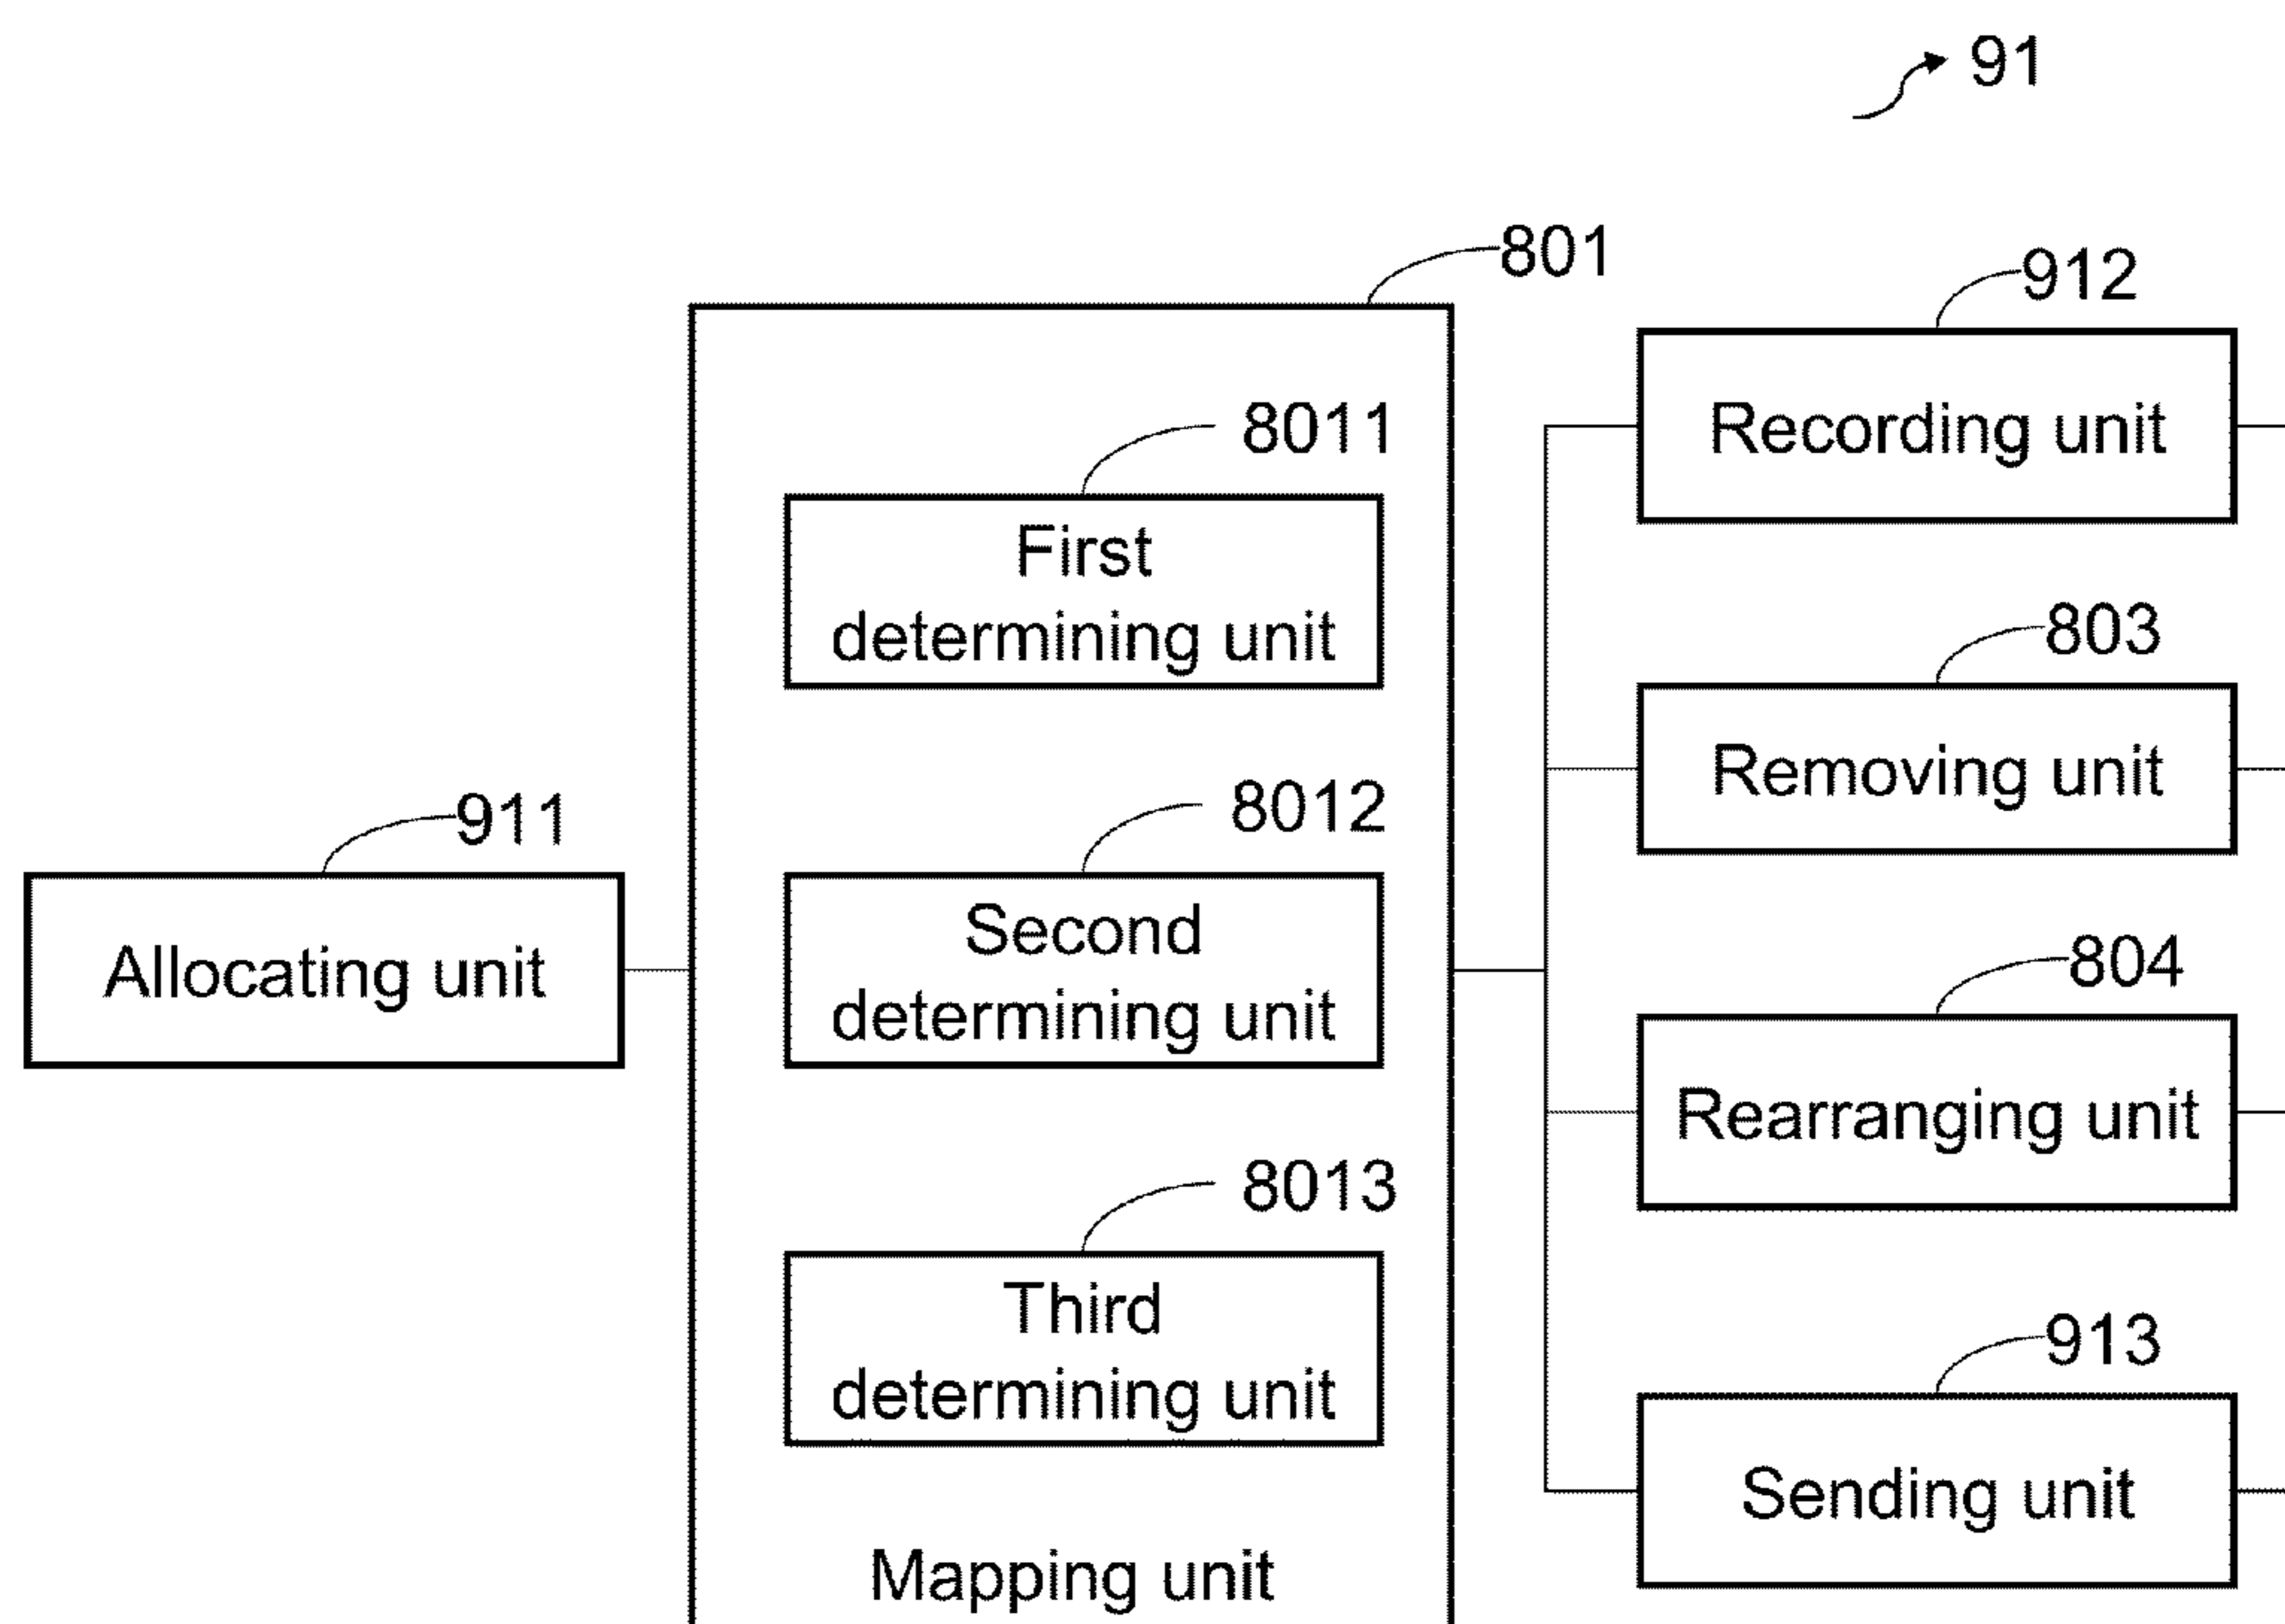 91
801
912
8011
Recording unit
First
determining unit
803
Removing unit
8012
911
Second
determining unit
Allocating unit
804
Rearranging unit
8013
Third
determining unit
913
Sending unit
Mapping unit